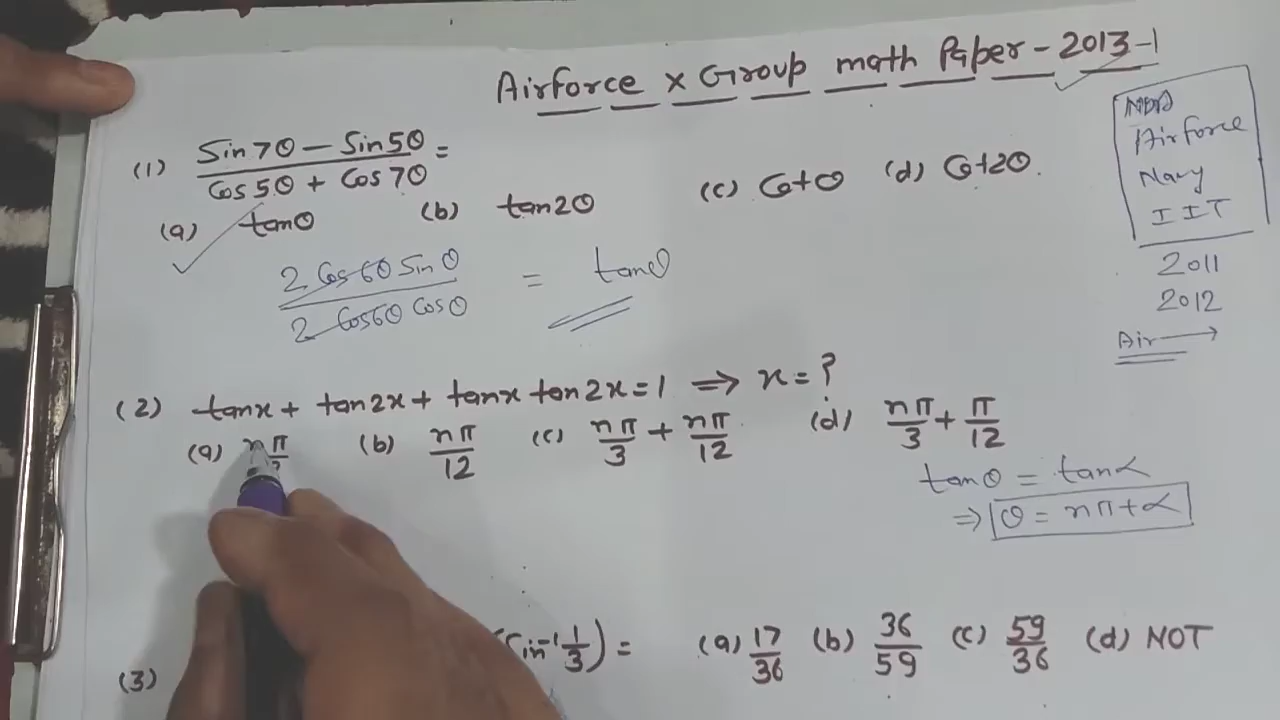 Airforce x Group math Paper - 2013-1
NDA
Airforce
Navy
IIT
2011
2012
Air →
(1) Sin7θ − Sin5θ / Cos5θ + Cos7θ =
(a) tanθ (b) tan2θ (c) Cotθ (d) Cot2θ.
2 Cos6θ Sinθ / 2 Cos6θ Cosθ = tanθ
(2) tanx + tan2x + tanx tan2x = 1 ⇒ x = ?
(a) nπ/ (b) nπ/12 (c) nπ/3 + nπ/12 (d) nπ/3 + π/12
tanθ = tanα
⇒ θ = nπ + α
(3) Sin⁻¹ 1/3) = (a) 17/36 (b) 36/59 (c) 59/36 (d) NOT